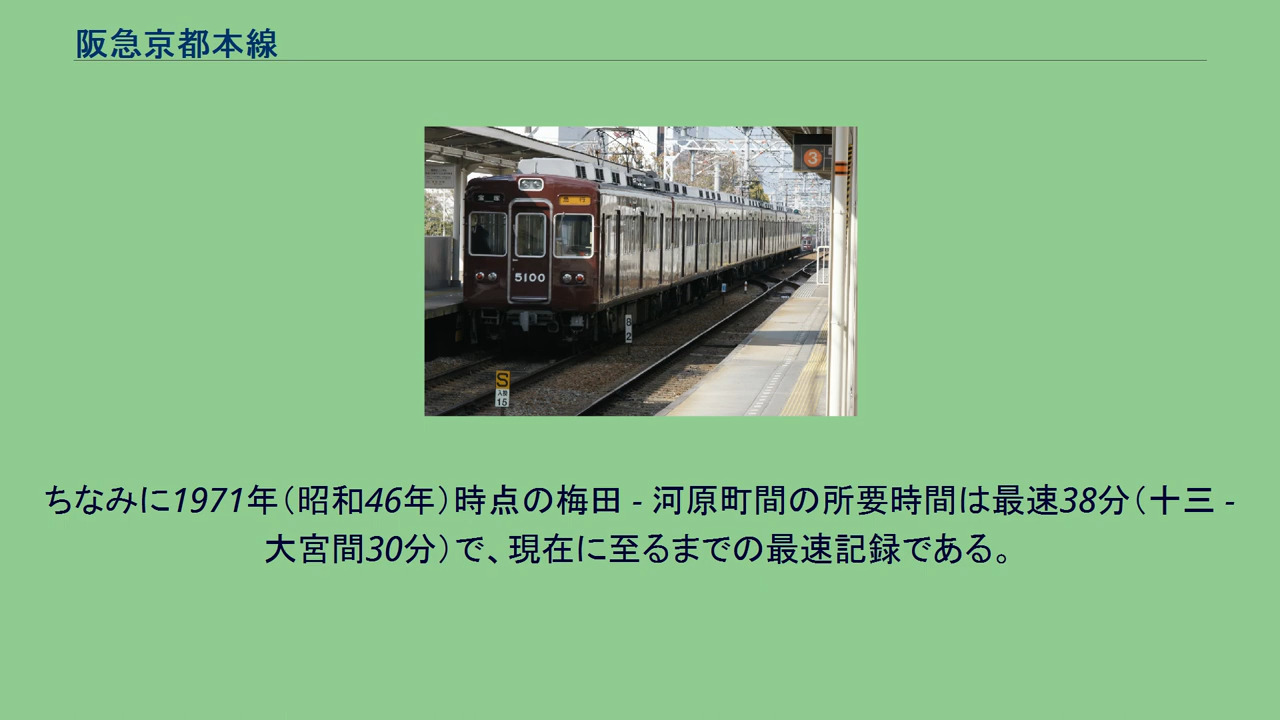 阪急京都本線
3
5100
8
2
S
15
ちなみに1971年（昭和46年）時点の梅田 - 河原町間の所要時間は最速38分（十三 -
大宮間30分）で、現在に至るまでの最速記録である。